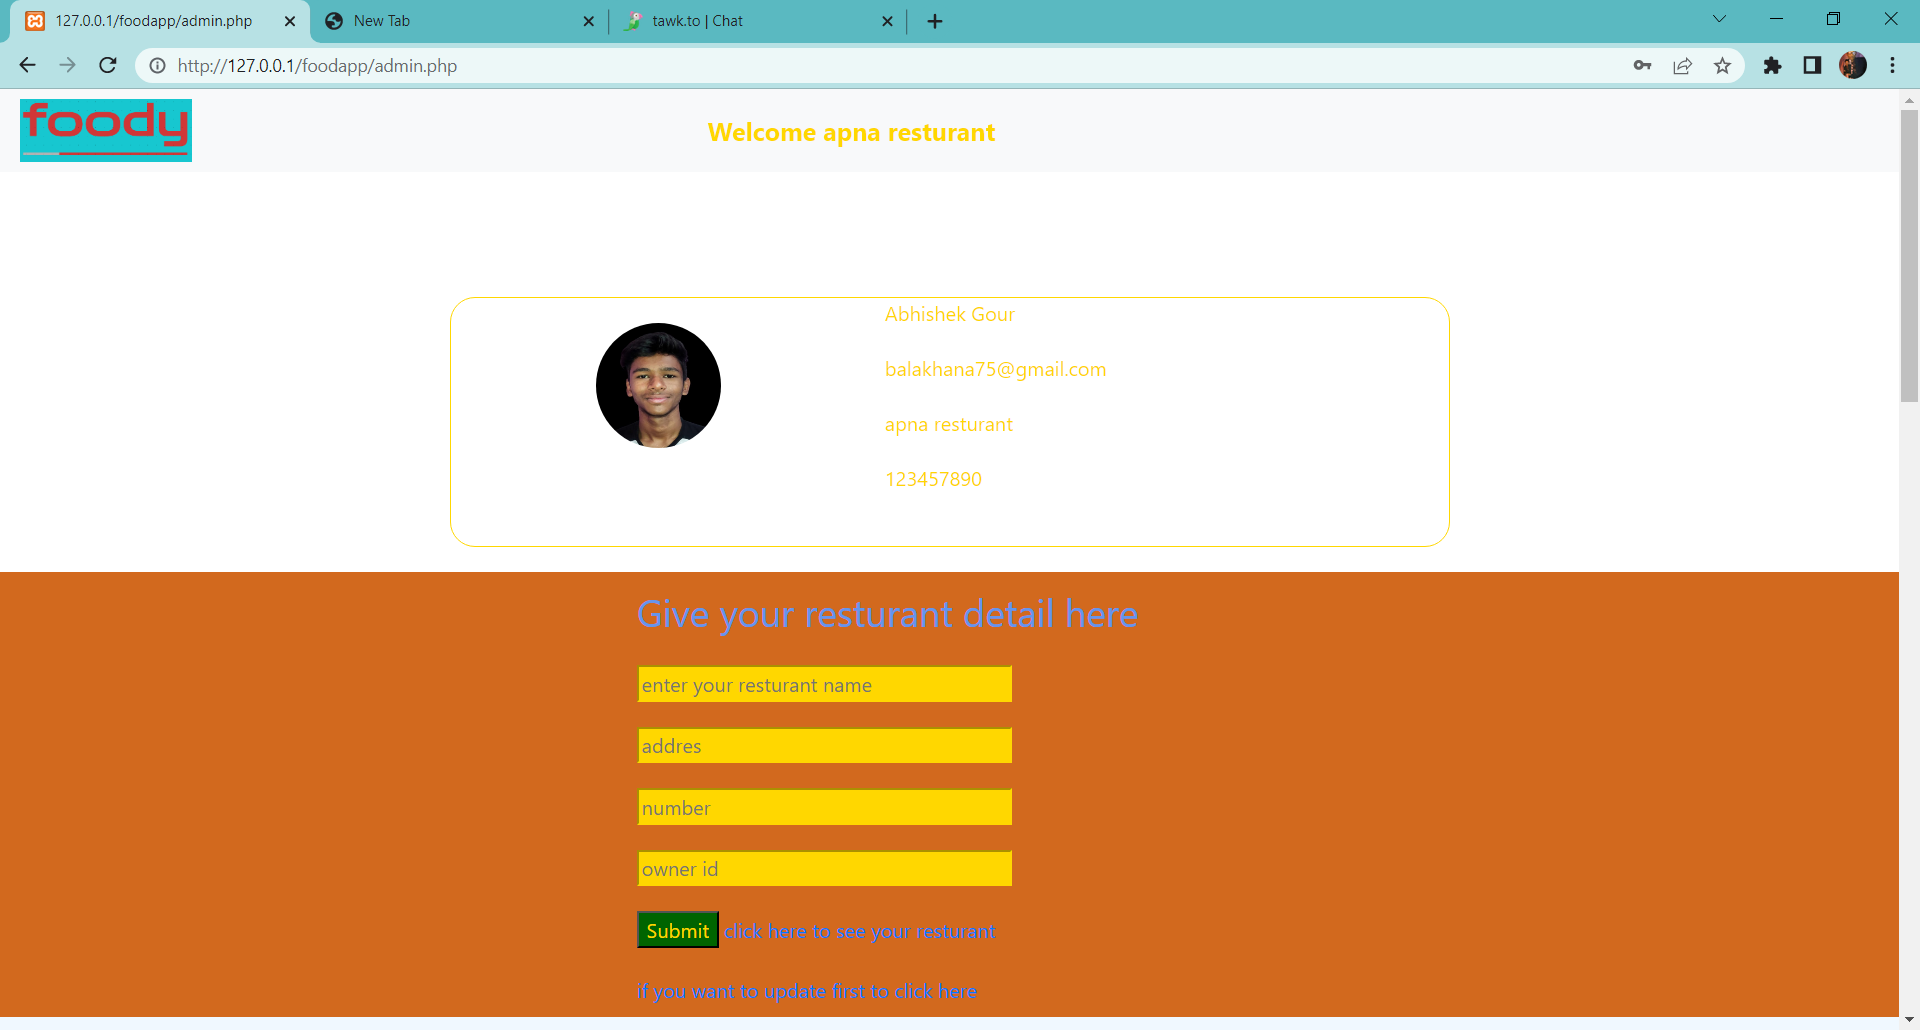 127.0.0.1/foodapp/admin.php
New Tab
tawk.to | Chat
http://127.0.0.1/foodapp/admin.php
foody
Welcome apna resturant
Abhishek Gour
balakhana75@gmail.com
apna resturant
123457890
Give your resturant detail here
enter your resturant name
addres
number
owner id
Submit click here to see your resturant
if you want to update first to click here